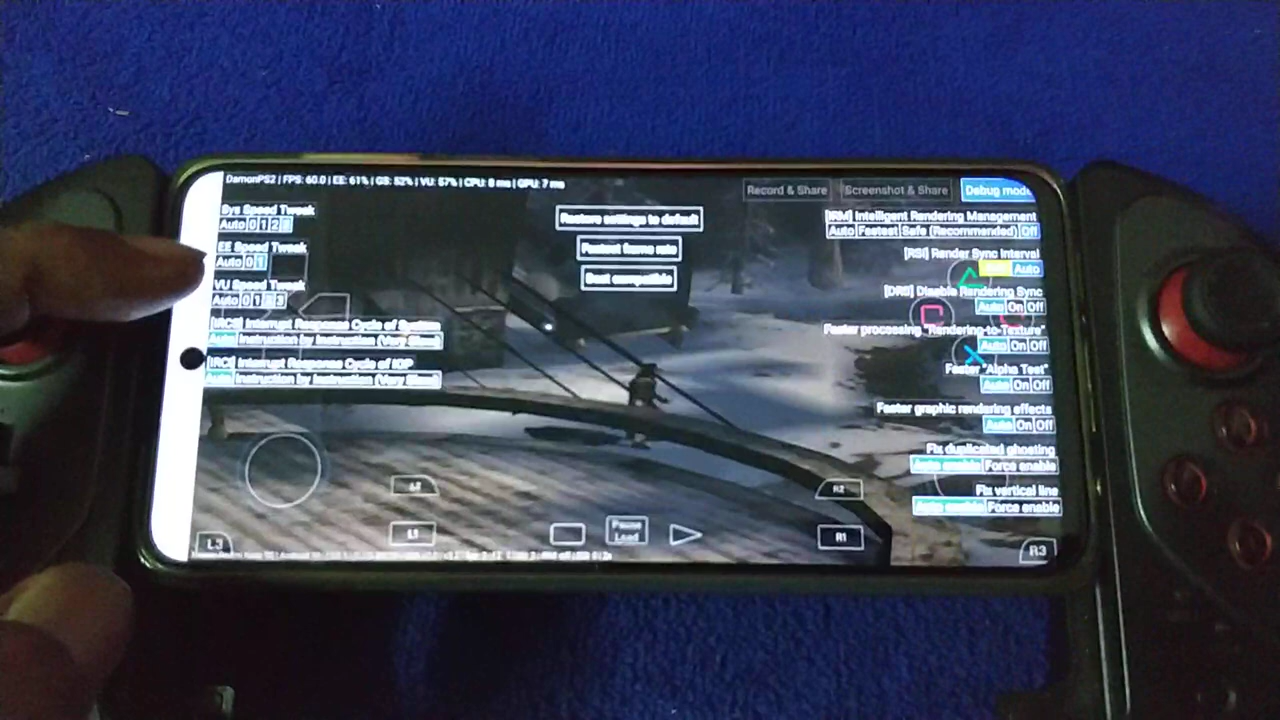 DamonPS2 | FPS: 60.0 | EE: 61% | GS: 52% | VU: 57% | CPU: 8 ms | GPU: 7 ms
Record & Share
Screenshot & Share
Debug mode
Sys Speed Tweak
Auto 0 1 2
EE Speed Tweak
Auto 0 1
VU Speed Tweak
Auto 0 1 2 3
[IRCS] Interrupt Response Cycle of System
Auto Instruction by Instruction (Very Slow)
[IRCI] Interrupt Response Cycle of IOP
Auto Instruction by Instruction (Very Slow)
Restore settings to default
Fastest frame rate
Best compatible
[IRM] Intelligent Rendering Management
Auto Fastest Safe (Recommended) Off
[RSI] Render Sync Interval
Auto
[DRS] Disable Rendering Sync
Auto On Off
Faster processing "Rendering-to-Texture"
Auto On Off
Faster "Alpha Test"
Auto On Off
Faster graphic rendering effects
Auto On Off
Fix duplicated ghosting
Auto enable Force enable
Fix vertical line
Auto enable Force enable
L2
R2
L1
Pause
Load
R1
L3
R3